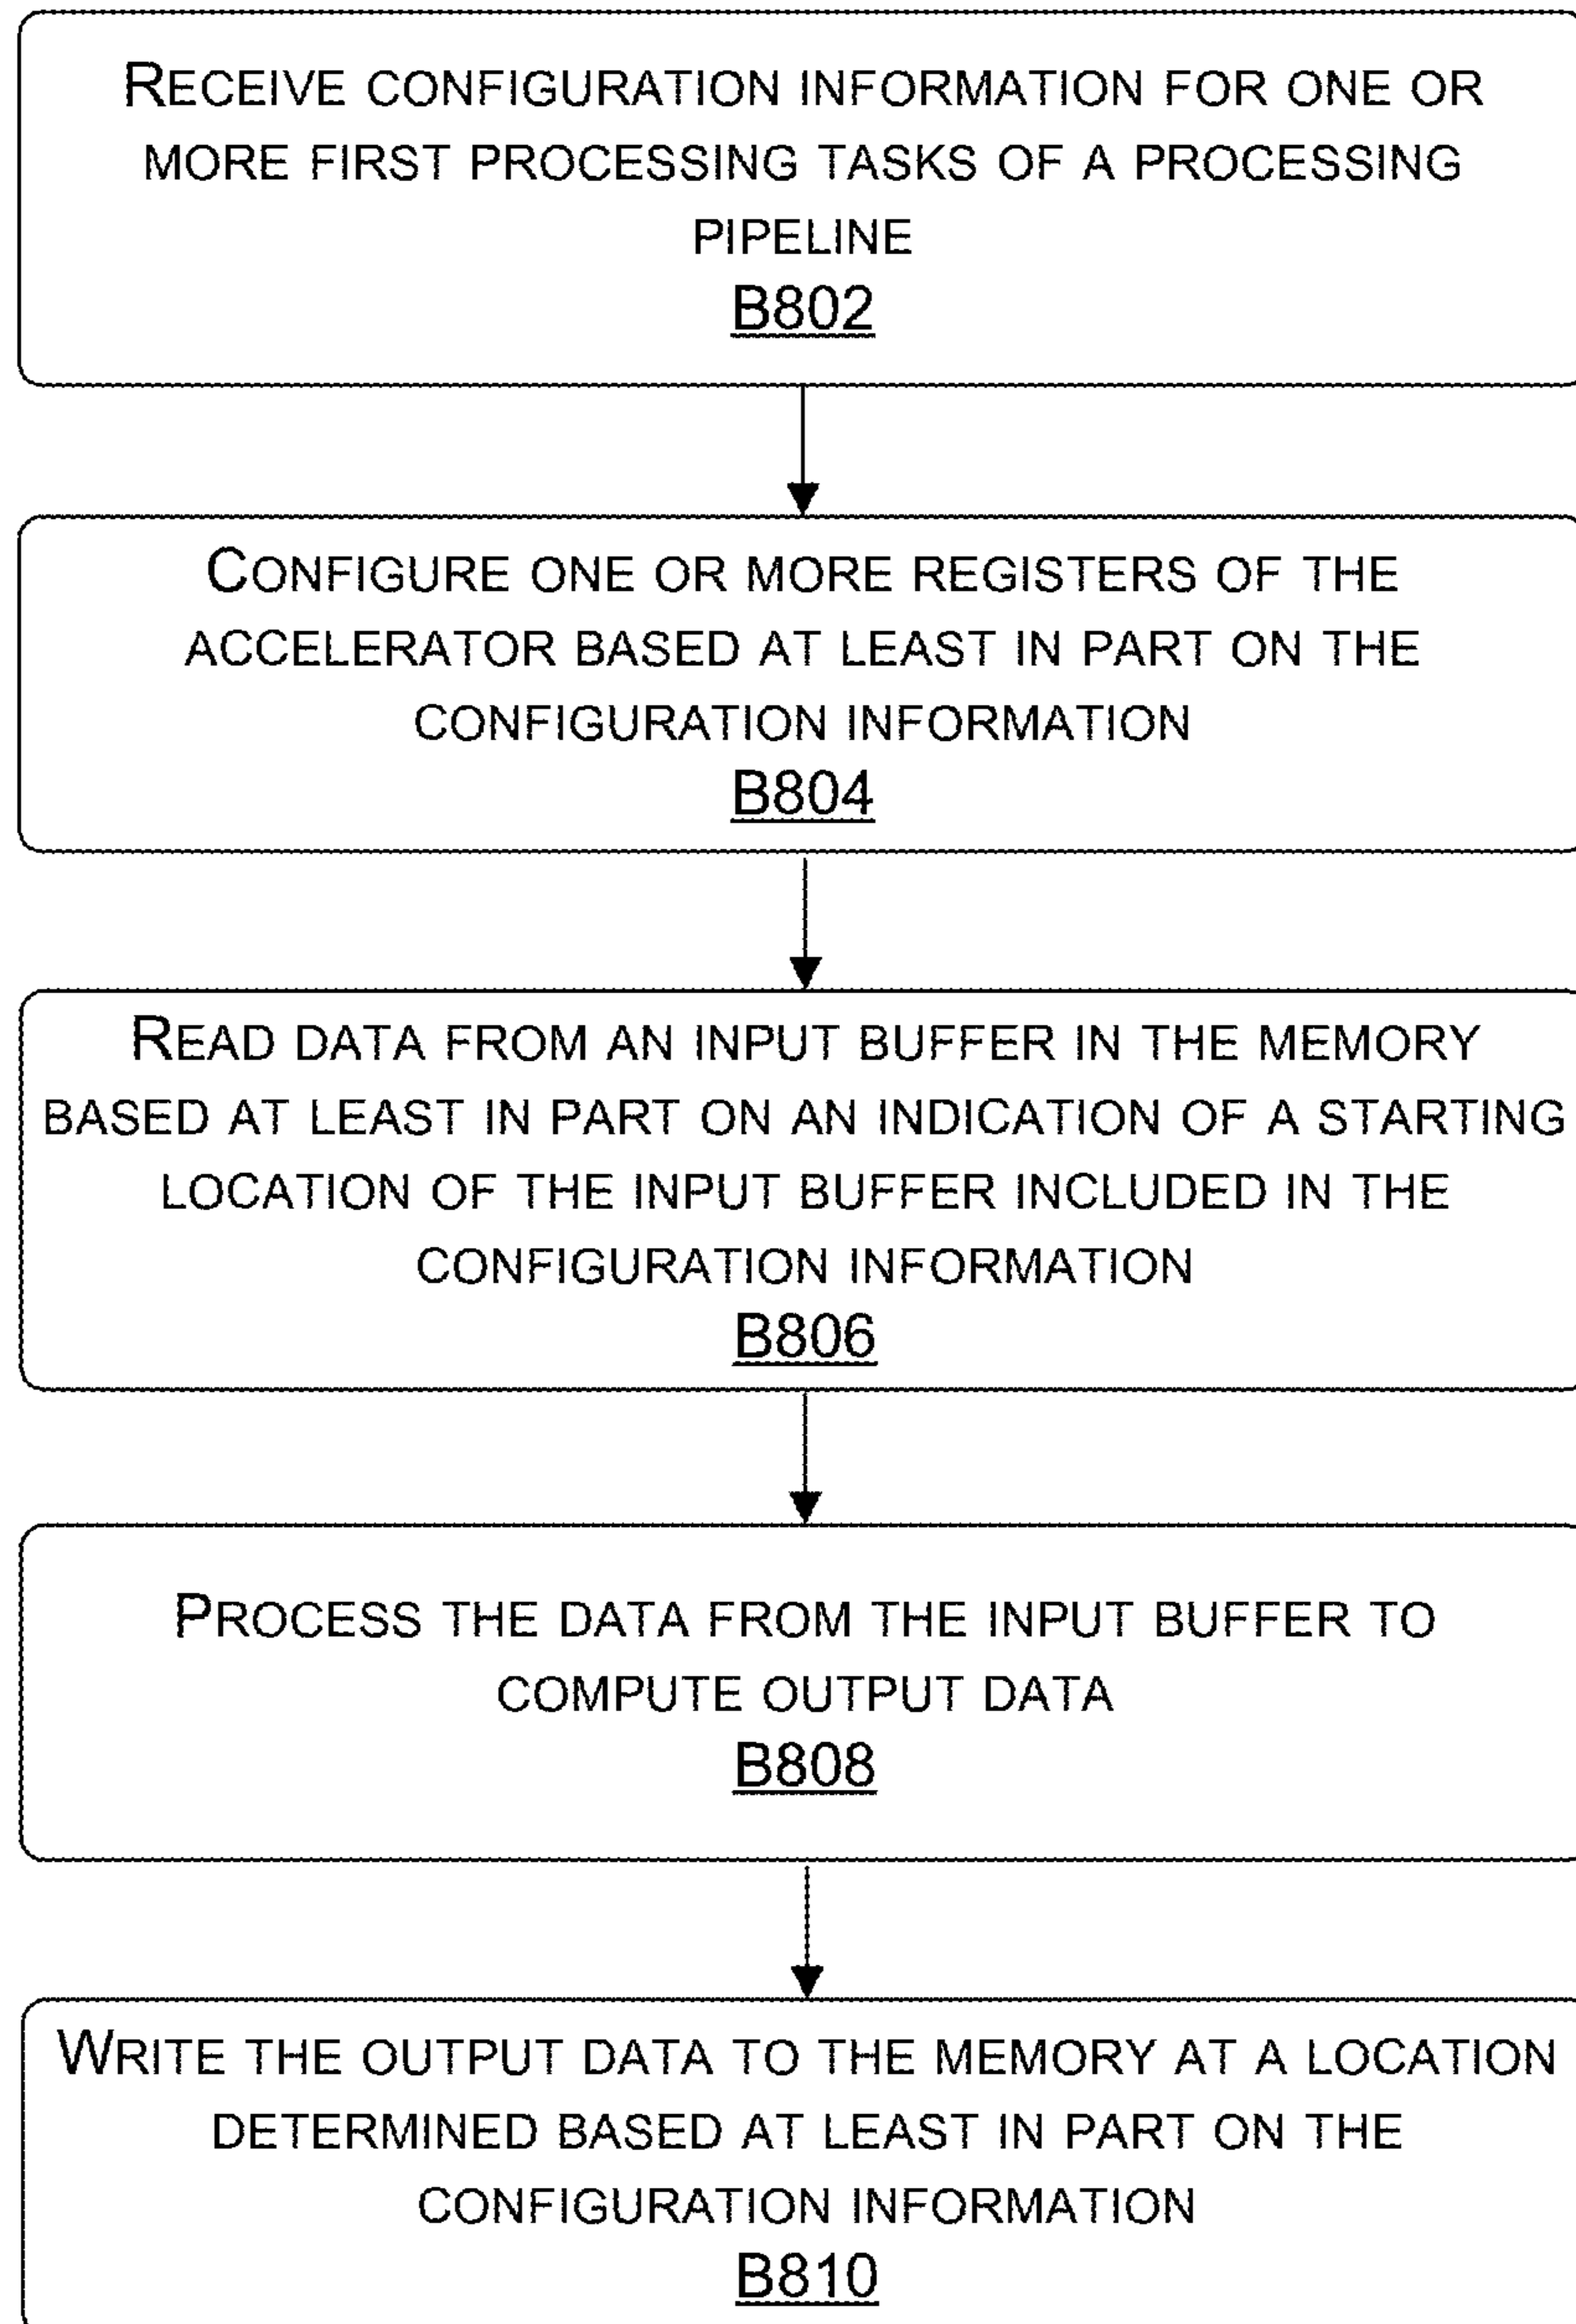 RECEIVE CONFIGURATION INFORMATION FOR ONE OR
MORE FIRST PROCESSING TASKS OF A PROCESSING
PIPELINE
B802
CONFIGURE ONE OR MORE REGISTERS OF THE
ACCELERATOR BASED AT LEAST IN PART ON THE
CONFIGURATION INFORMATION
B804
READ DATA FROM AN INPUT BUFFER IN THE MEMORY
BASED AT LEAST IN PART ON AN INDICATION OF A STARTING
LOCATION OF THE INPUT BUFFER INCLUDED IN THE
CONFIGURATION INFORMATION
B806
PROCESS THE DATA FROM THE INPUT BUFFER TO
COMPUTE OUTPUT DATA
B808
WRITE THE OUTPUT DATA TO THE MEMORY AT A LOCATION
DETERMINED BASED AT LEAST IN PART ON THE
CONFIGURATION INFORMATION
B810